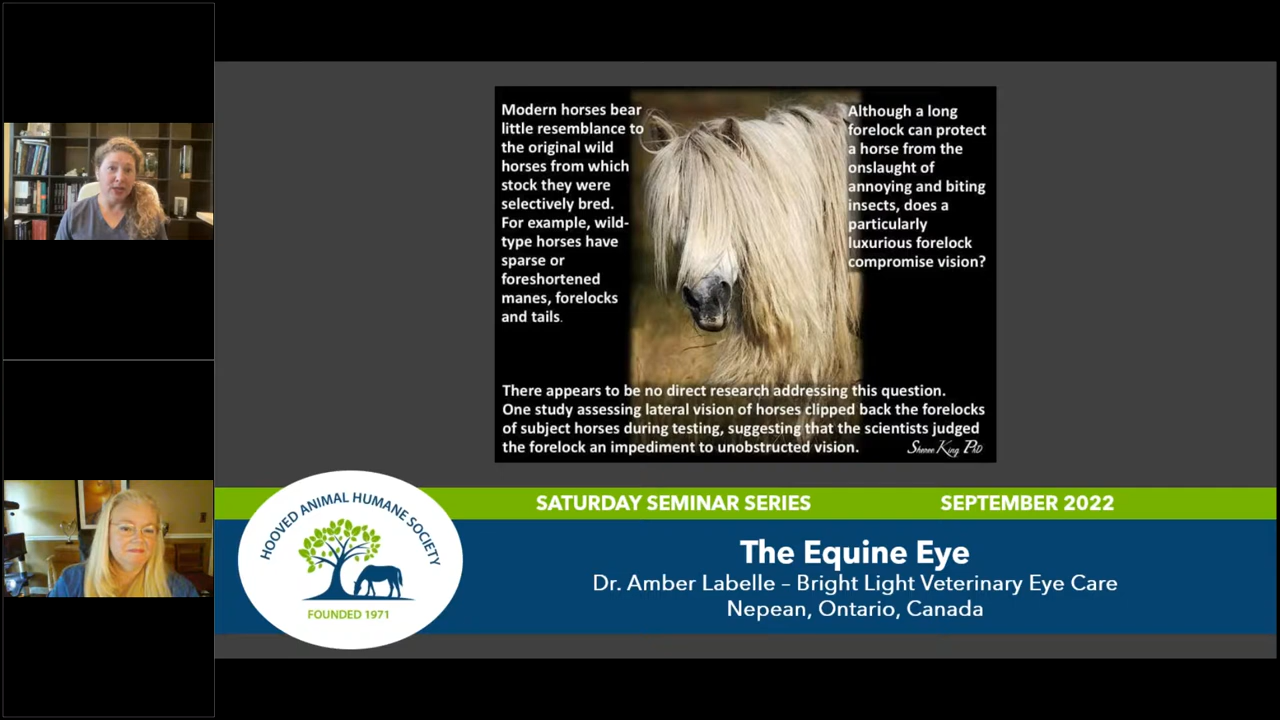 Modern horses bear
little resemblance to
the original wild
horses from which
stock they were
selectively bred.
For example, wild-
type horses have
sparse or
foreshortened
manes, forelocks
and tails.
Although a long
forelock can protect
a horse from the
onslaught of
annoying and biting
insects, does a
particularly
luxurious forelock
compromise vision?
There appears to be no direct research addressing this question.
One study assessing lateral vision of horses clipped back the forelocks
of subject horses during testing, suggesting that the scientists judged
the forelock an impediment to unobstructed vision.
Sheree King PhD
SATURDAY SEMINAR SERIES
SEPTEMBER 2022
HOOVED ANIMAL HUMANE SOCIETY
FOUNDED 1971
The Equine Eye
Dr. Amber Labelle – Bright Light Veterinary Eye Care
Nepean, Ontario, Canada